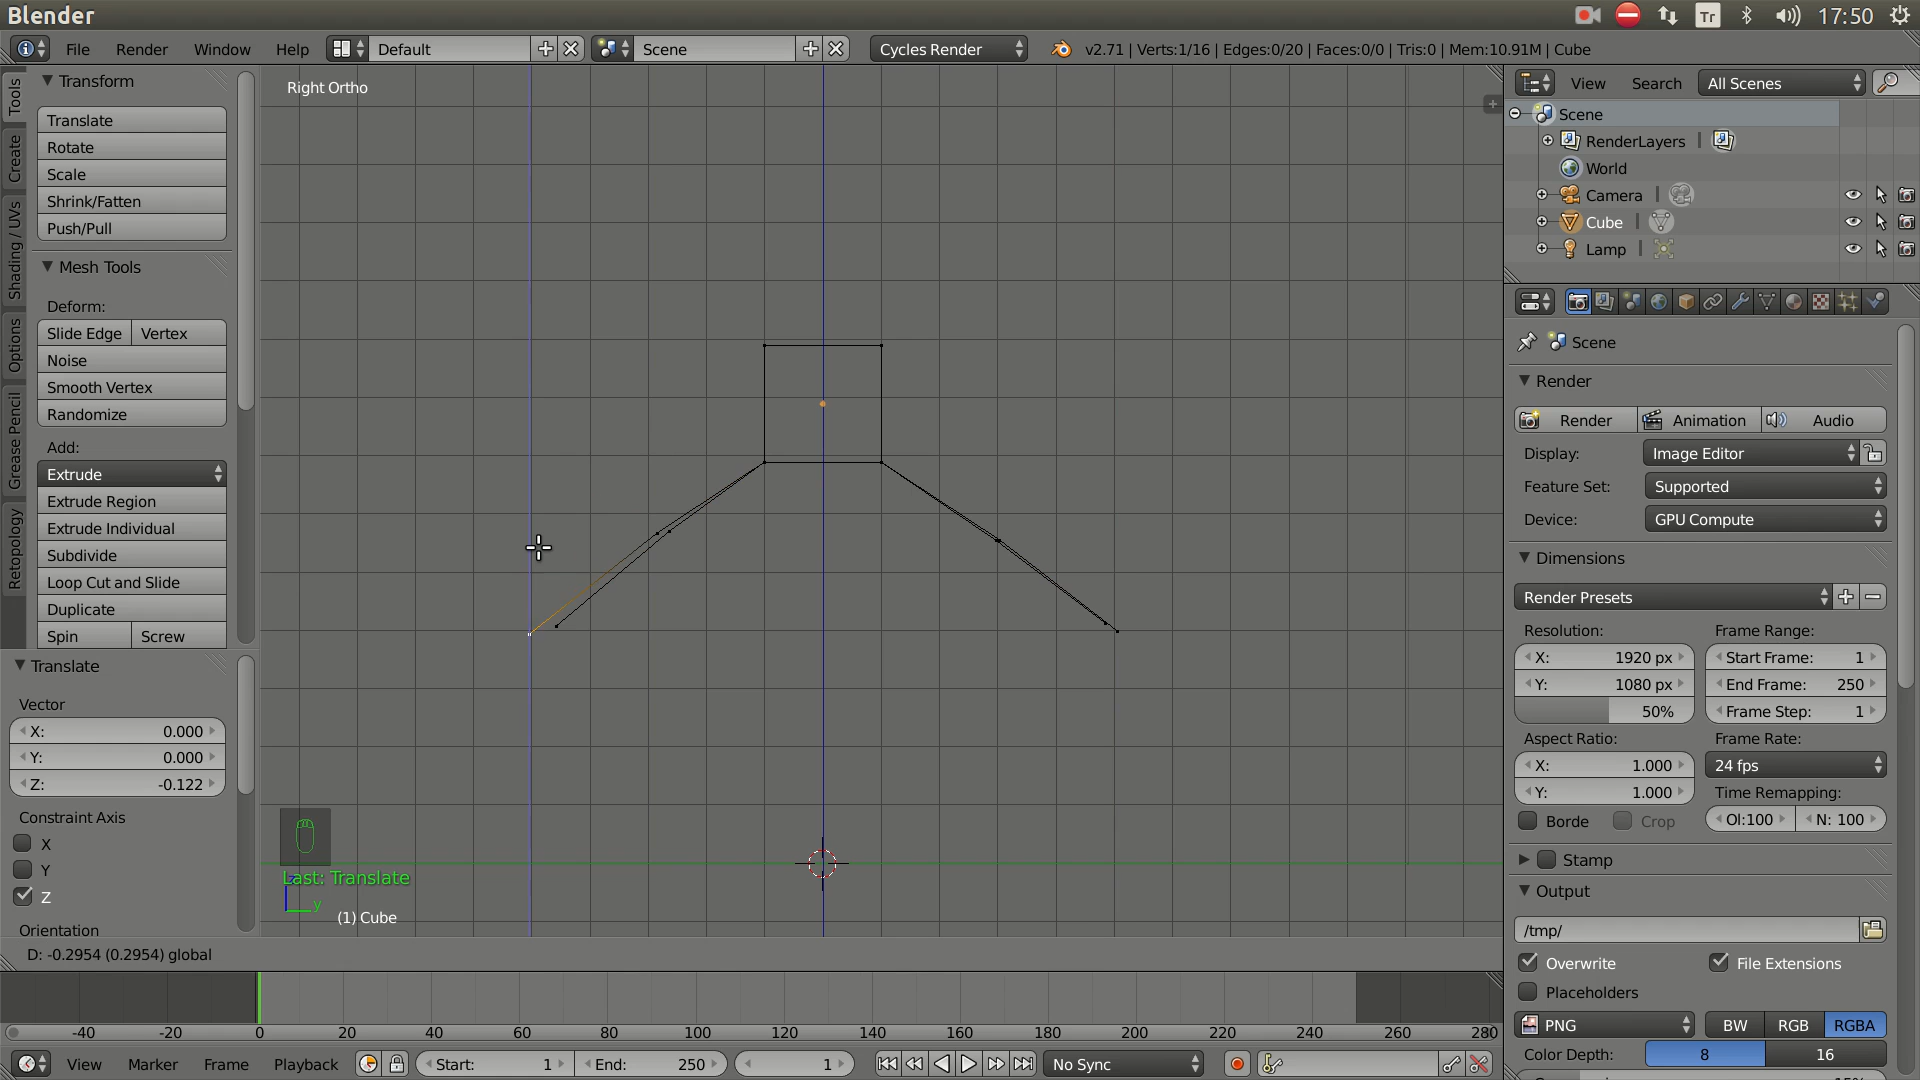 Blender
Tr
17:50
File Render Window Help Default Scene Cycles Render v2.71 | Verts:1/16 | Edges:0/20 | Faces:0/0 | Tris:0 | Mem:10.91M | Cube
Tools
Create
Shading / UVs
Options
Grease Pencil
Retopology
Transform
Translate
Rotate
Scale
Shrink/Fatten
Push/Pull
Mesh Tools
Deform:
Slide Edge Vertex
Noise
Smooth Vertex
Randomize
Add:
Extrude
Extrude Region
Extrude Individual
Subdivide
Loop Cut and Slide
Duplicate
Spin Screw
Translate
Vector
X: 0.000
Y: 0.000
Z: -0.122
Constraint Axis
X
Y
Z
Orientation
Right Ortho
Last: Translate
y
(1) Cube
D: -0.2954 (0.2954) global
-40 -20 0 20 40 60 80 100 120 140 160 180 200 220 240 260 280
View Marker Frame Playback Start: 1 End: 250 1 No Sync
View Search All Scenes
Scene
RenderLayers
World
Camera
Cube
Lamp
Scene
Render
Render Animation Audio
Display: Image Editor
Feature Set: Supported
Device: GPU Compute
Dimensions
Render Presets
Resolution: Frame Range:
X: 1920 px Start Frame: 1
Y: 1080 px End Frame: 250
50% Frame Step: 1
Aspect Ratio: Frame Rate:
X: 1.000 24 fps
Y: 1.000 Time Remapping:
Borde Crop Ol:100 N: 100
Stamp
Output
/tmp/
Overwrite File Extensions
Placeholders
PNG BW RGB RGBA
Color Depth: 8 16